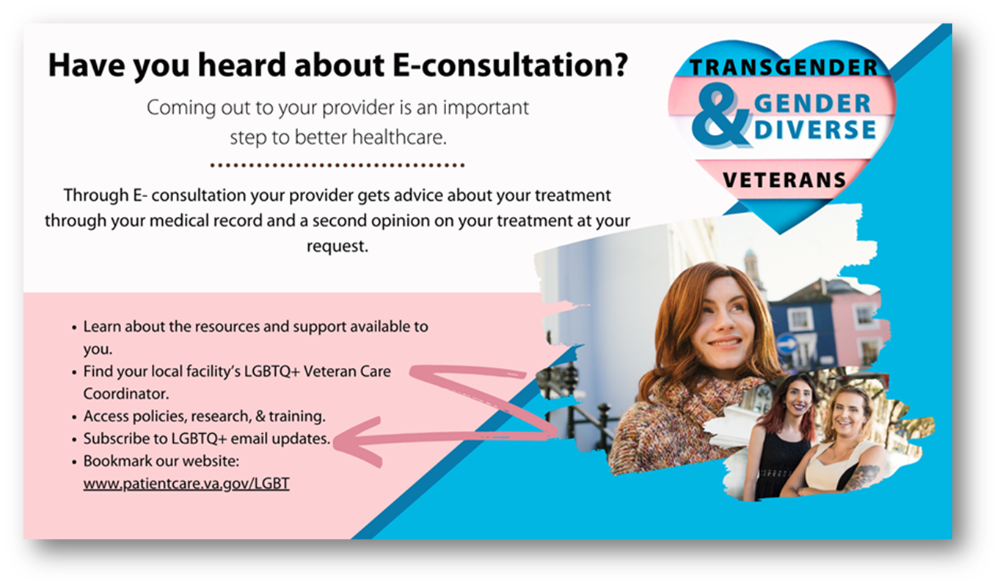 Have you heard about E-consultation?
Coming out to your provider is an important
step to better healthcare.
Through E- consultation your provider gets advice about your treatment
through your medical record and a second opinion on your treatment at your
request.
TRANSGENDER
& GENDER
DIVERSE
VETERANS
• Learn about the resources and support available to
you.
• Find your local facility's LGBTQ+ Veteran Care
Coordinator.
• Access policies, research, & training.
• Subscribe to LGBTQ+ email updates.
• Bookmark our website:
www.patientcare.va.gov/LGBT